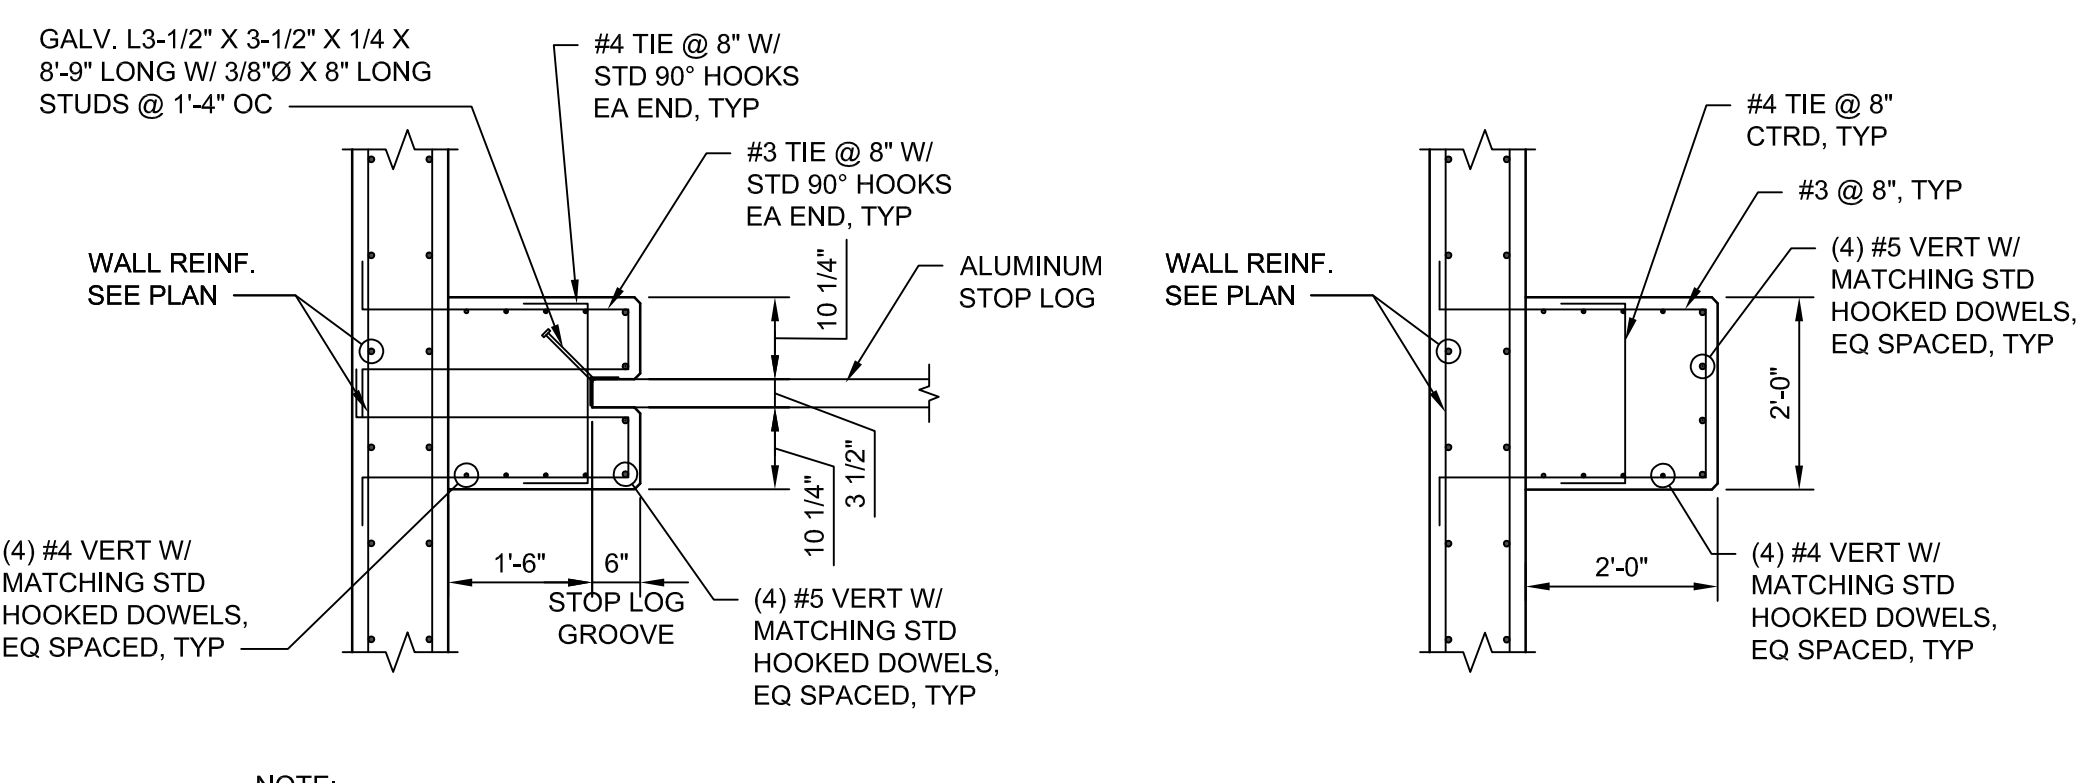 GALV. L3-1/2" X 3-1/2" X 1/4 X
8'-9" LONG W/ 3/8"Ø X 8" LONG
STUDS @ 1'-4" OC
#4 TIE @ 8" W/
STD 90° HOOKS
EA END, TYP
#3 TIE @ 8" W/
STD 90° HOOKS
EA END, TYP
WALL REINF.
SEE PLAN
10 1/4"
ALUMINUM
STOP LOG
3 1/2"
10 1/4"
(4) #4 VERT W/
MATCHING STD
HOOKED DOWELS,
EQ SPACED, TYP
1'-6"
6"
STOP LOG
GROOVE
(4) #5 VERT W/
MATCHING STD
HOOKED DOWELS,
EQ SPACED, TYP
#4 TIE @ 8"
CTRD, TYP
#3 @ 8", TYP
WALL REINF.
SEE PLAN
(4) #5 VERT W/
MATCHING STD
HOOKED DOWELS,
EQ SPACED, TYP
2'-0"
2'-0"
(4) #4 VERT W/
MATCHING STD
HOOKED DOWELS,
EQ SPACED, TYP
NOTE: